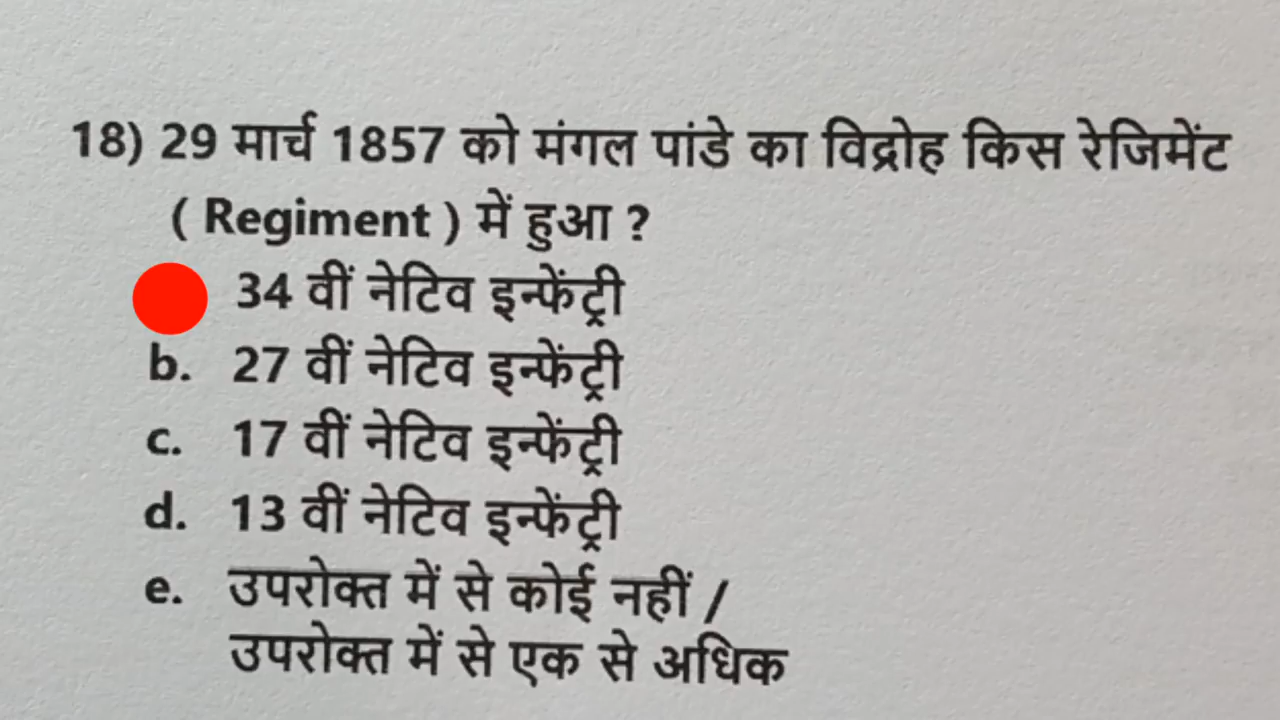 18) 29 मार्च 1857 को मंगल पांडे का विद्रोह किस रेजिमेंट
( Regiment ) में हुआ ?
34 वीं नेटिव इन्फेंट्री
b. 27 वीं नेटिव इन्फेंट्री
c. 17 वीं नेटिव इन्फेंट्री
d. 13 वीं नेटिव इन्फेंट्री
e. उपरोक्त में से कोई नहीं /
उपरोक्त में से एक से अधिक